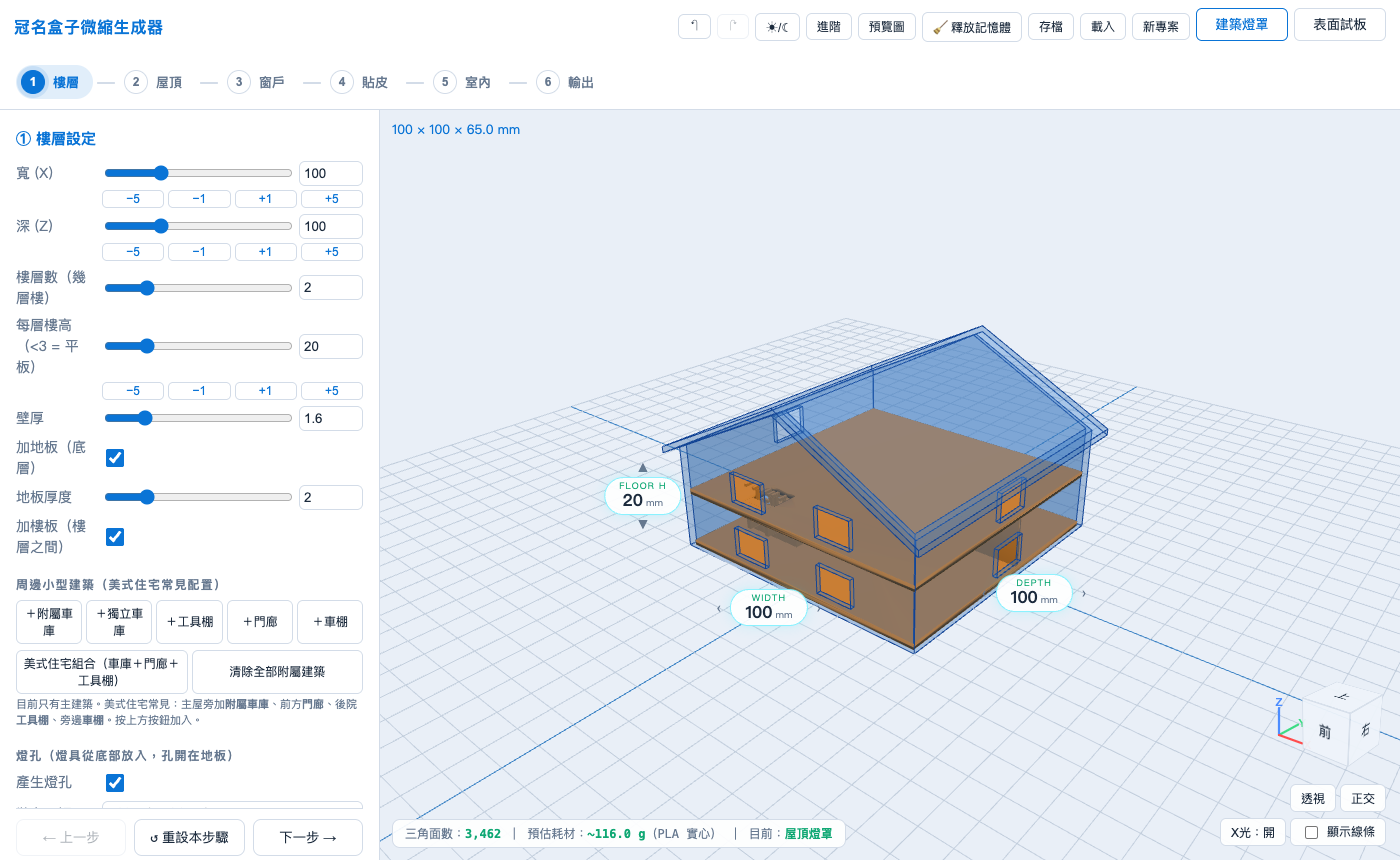 冠名盒子微縮生成器
☀/☾ 進階 預覽圖 🧹 釋放記憶體 存檔 載入 新專案 建築燈罩 表面試板
1 樓層 — 2 屋頂 — 3 窗戶 — 4 貼皮 — 5 室內 — 6 輸出
① 樓層設定
100 × 100 × 65.0 mm
寬 (X) 100
−5 −1 +1 +5
深 (Z) 100
−5 −1 +1 +5
樓層數（幾
層樓） 2
每層樓高
（<3 = 平
板） 20
−5 −1 +1 +5
壁厚 1.6
加地板（底
層）
地板厚度 2
加樓板（樓
層之間）
周邊小型建築（美式住宅常見配置）
＋附屬車
庫
＋獨立車
庫
＋工具棚
＋門廊
＋車棚
美式住宅組合（車庫＋門廊＋
工具棚）
清除全部附屬建築
目前只有主建築。美式住宅常見：主屋旁加附屬車庫、前方門廊、後院
工具棚、旁邊車棚。按上方按鈕加入。
燈孔（燈具從底部放入，孔開在地板）
產生燈孔
← 上一步 ↺ 重設本步驟 下一步 →
▲
FLOOR H
20 mm
▼
WIDTH
‹ 100 mm ›
DEPTH
100 mm ›
Z
Y
上
前
右
透視 正交
X光：開 顯示線條
三角面數：3,462 | 預估耗材：~116.0 g (PLA 實心) | 目前：屋頂燈罩